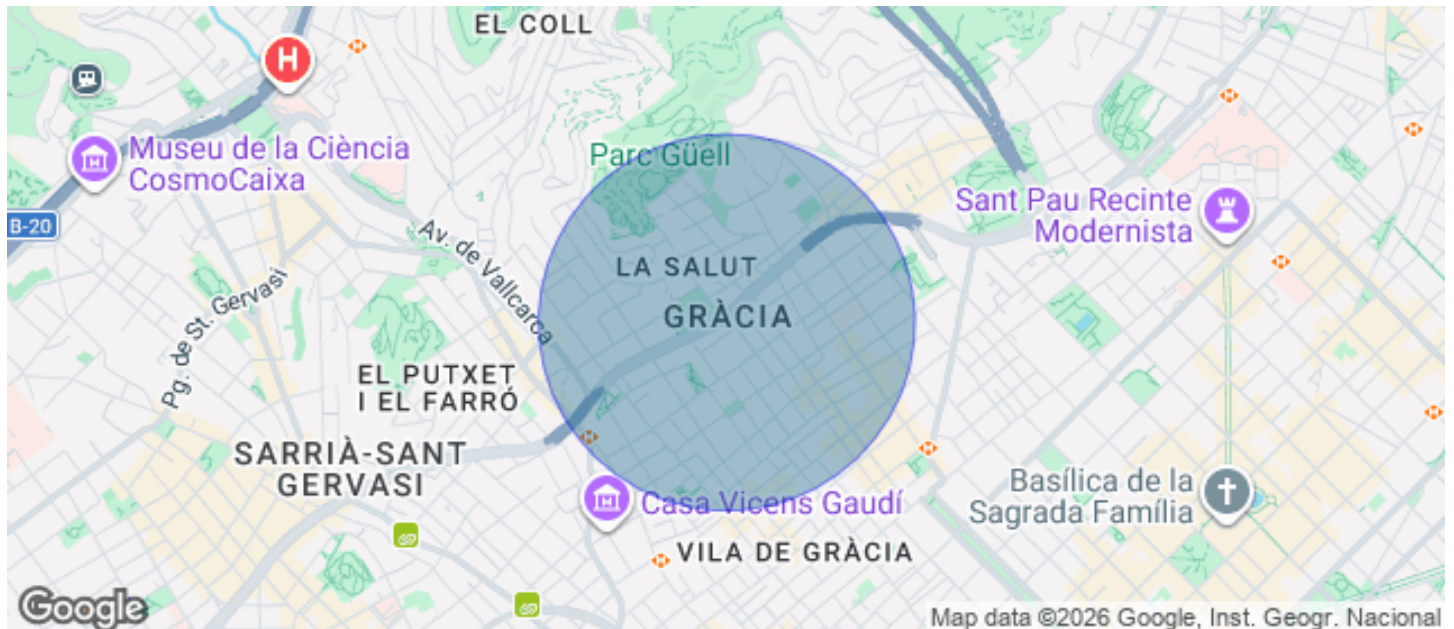 EL COLL
H
Museu de la Ciència
CosmoCaixa
Parc Güell
Sant Pau Recinte
Modernista
B-20
Av. de Vallcarca
LA SALUT
Pg. de St. Gervasi
GRÀCIA
EL PUTXET
I EL FARRÓ
SARRIÀ-SANT
GERVASI
Basílica de la
Sagrada Família
Casa Vicens Gaudí
VILA DE GRÀCIA
Google
Map data ©2026 Google, Inst. Geogr. Nacional